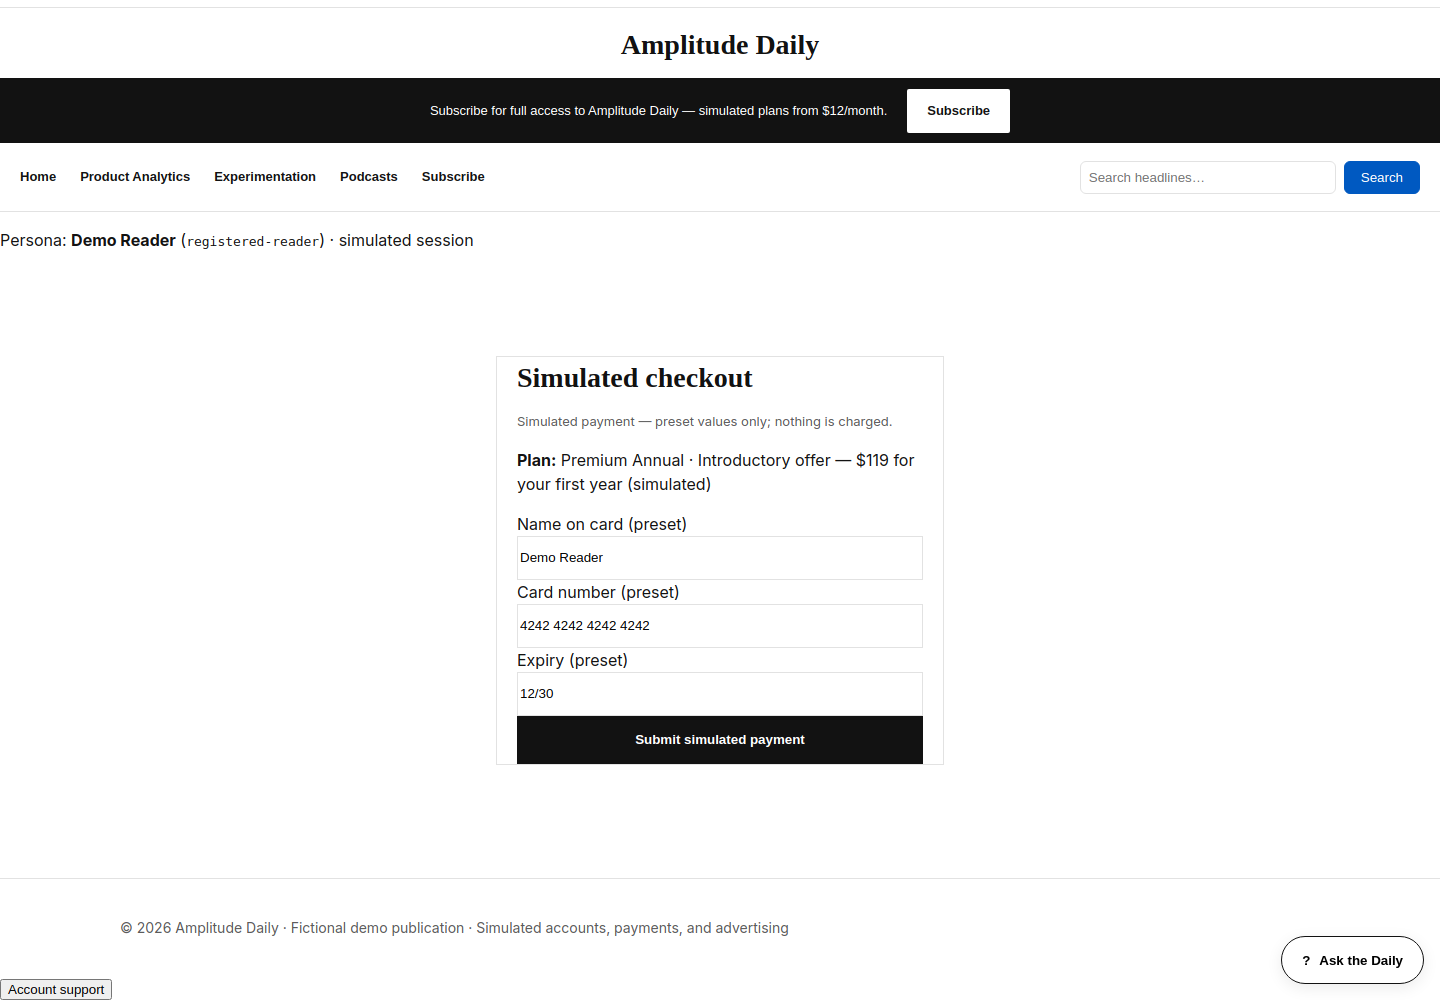 Amplitude Daily
Subscribe for full access to Amplitude Daily — simulated plans from $12/month.
Subscribe
Home
Product Analytics
Experimentation
Podcasts
Subscribe
Search headlines…
Search
Persona: Demo Reader (registered-reader) · simulated session
Simulated checkout
Simulated payment — preset values only; nothing is charged.
Plan: Premium Annual · Introductory offer — $119 for
your first year (simulated)
Name on card (preset)
Demo Reader
Card number (preset)
4242 4242 4242 4242
Expiry (preset)
12/30
Submit simulated payment
© 2026 Amplitude Daily · Fictional demo publication · Simulated accounts, payments, and advertising
? Ask the Daily
Account support